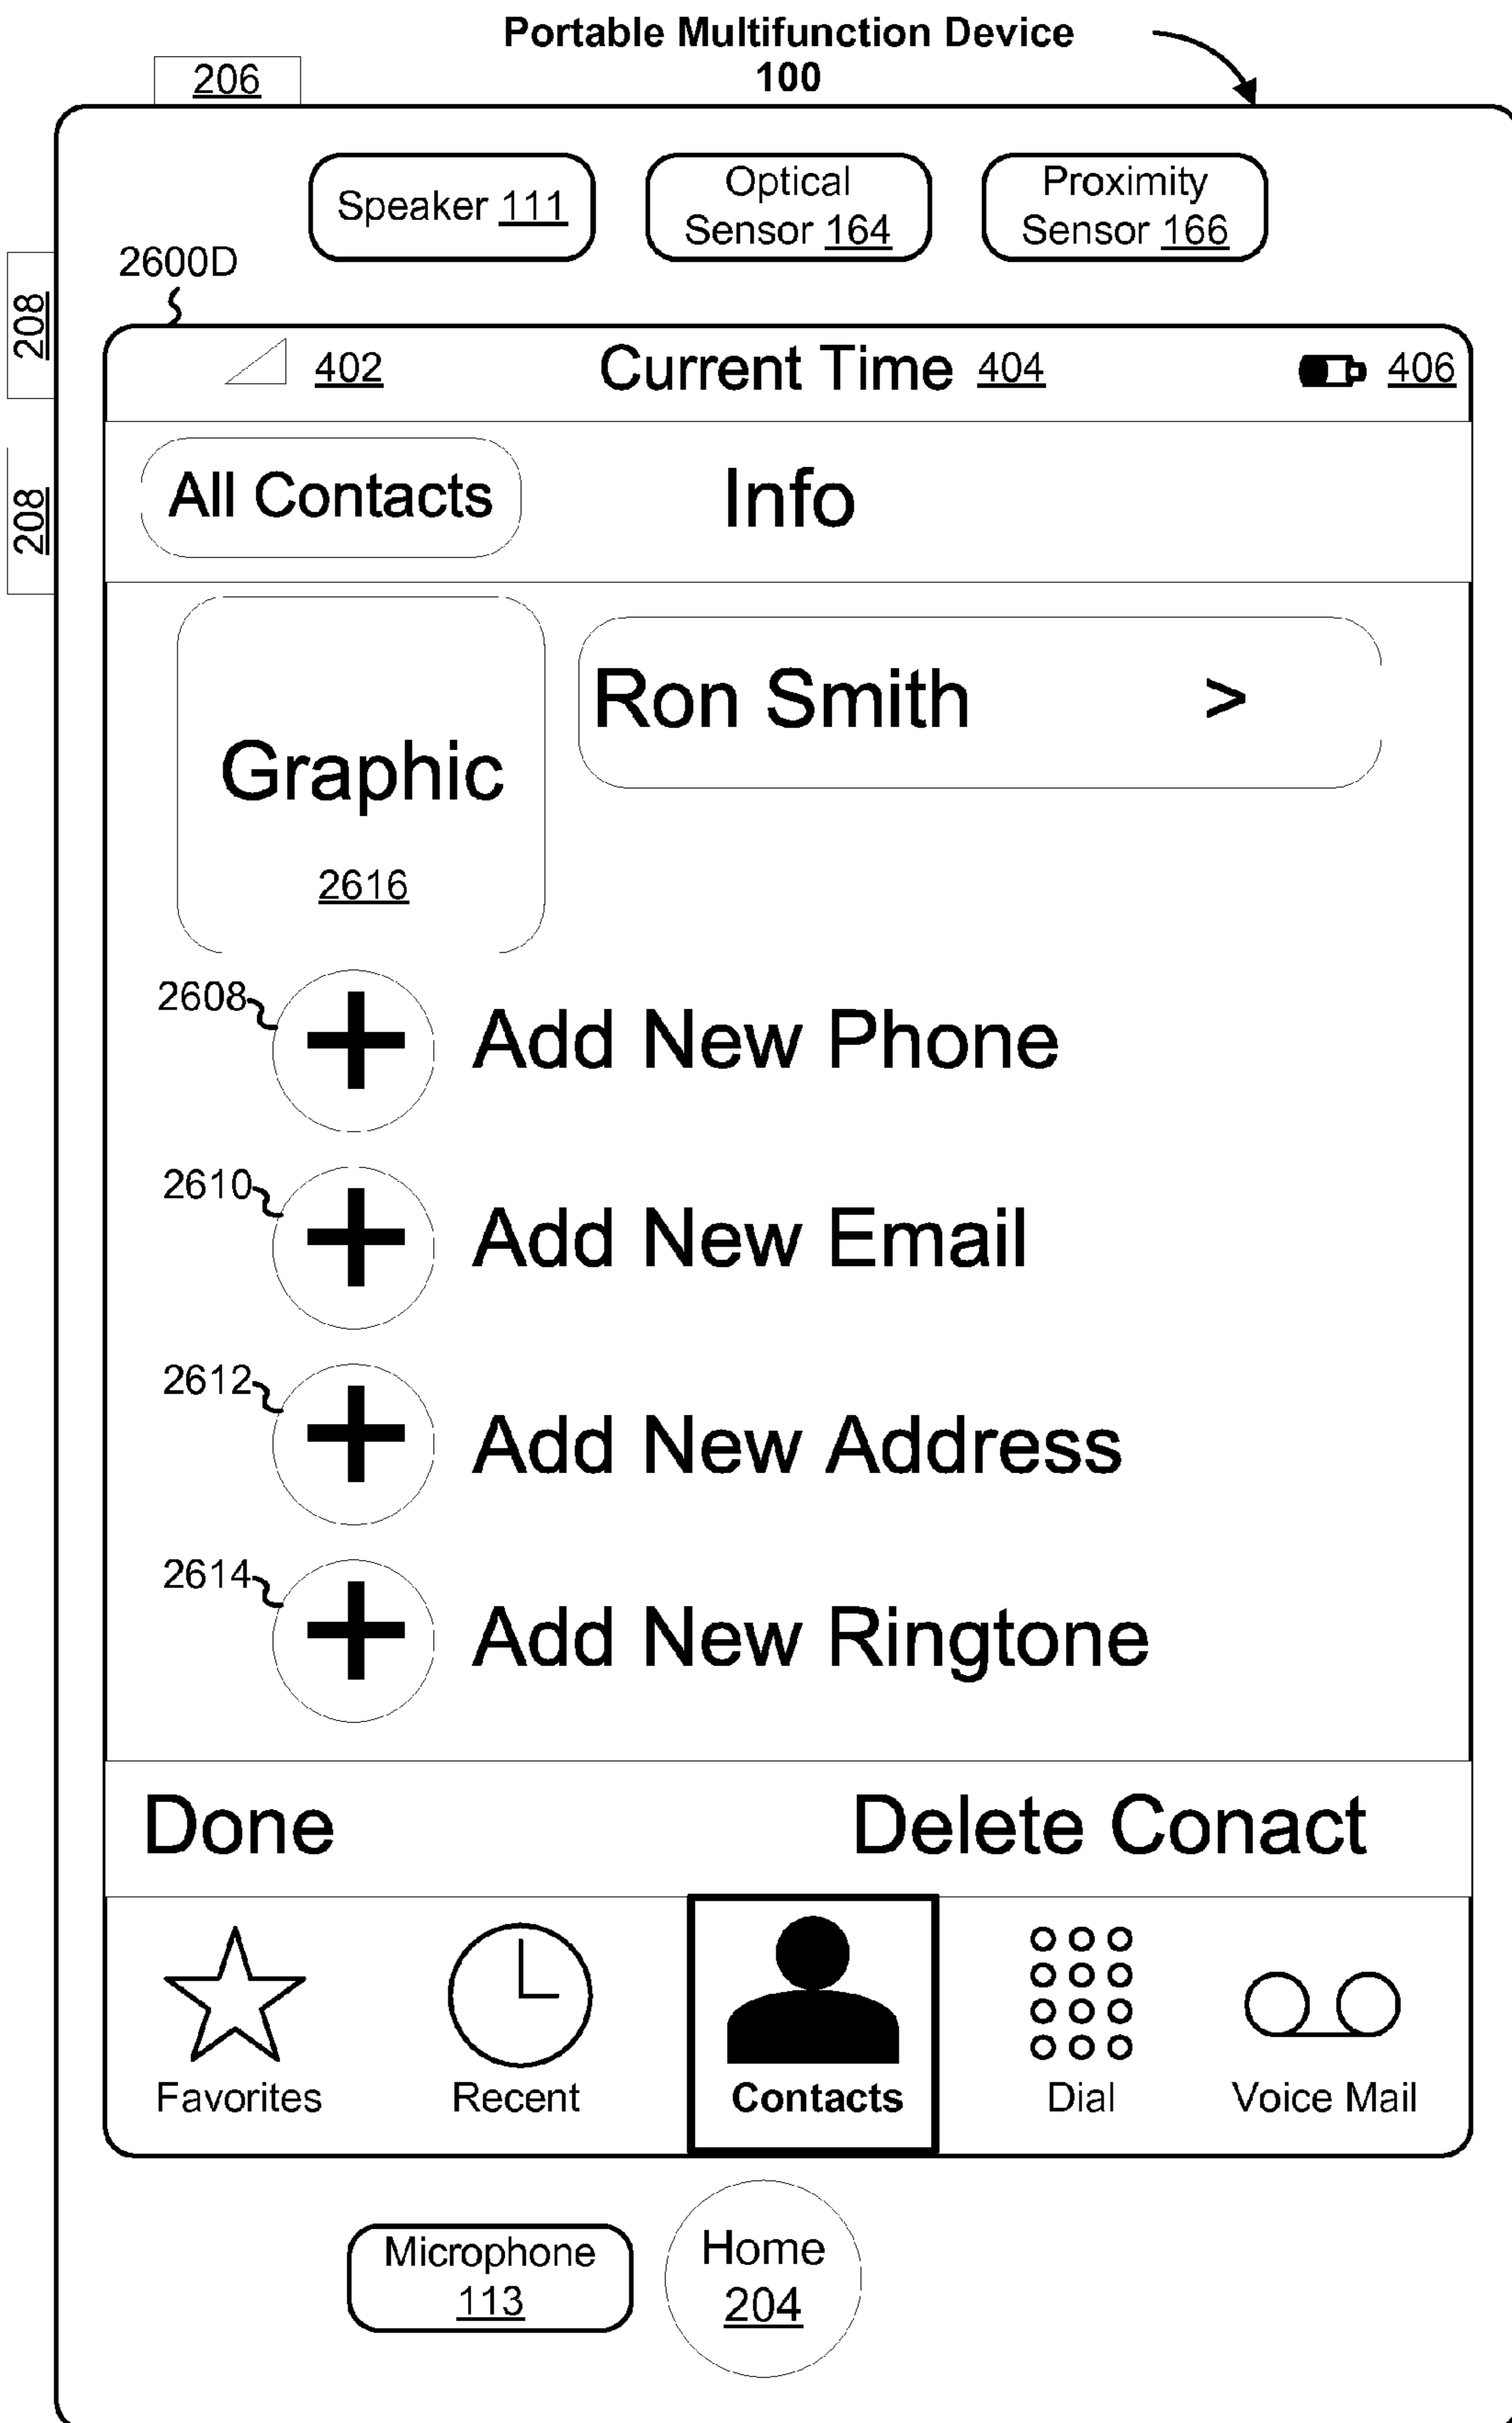 Portable Multifunction Device
100
206
Speaker 111
Optical
Sensor 164
Proximity
Sensor 166
2600D
208
208
402
Current Time 404
406
All Contacts
Info
Ron Smith >
Graphic
2616
2608
Add New Phone
2610
Add New Email
2612
Add New Address
2614
Add New Ringtone
Done
Delete Conact
Favorites
Recent
Contacts
Dial
Voice Mail
Microphone
113
Home
204